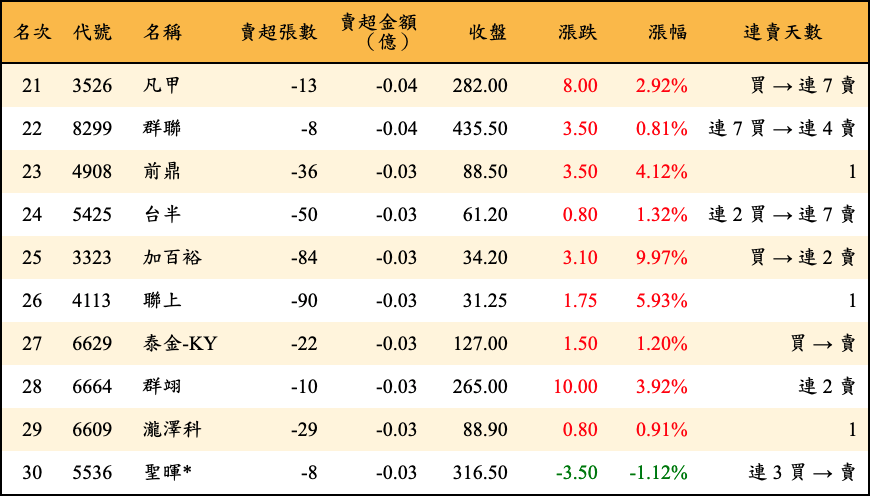 名次 代號 名稱 賣超張數 賣超金額（億） 收盤 漲跌 漲幅 連賣天數
21 3526 凡甲 -13 -0.04 282.00 8.00 2.92% 買→連 7 賣
22 8299 群聯 -8 -0.04 435.50 3.50 0.81% 連 7 買→連 4 賣
23 4908 前鼎 -36 -0.03 88.50 3.50 4.12% 1
24 5425 台半 -50 -0.03 61.20 0.80 1.32% 連 2 買→連 7 賣
25 3323 加百裕 -84 -0.03 34.20 3.10 9.97% 買→連 2 賣
26 4113 聯上 -90 -0.03 31.25 1.75 5.93% 1
27 6629 泰金-KY -22 -0.03 127.00 1.50 1.20% 買→賣
28 6664 群翊 -10 -0.03 265.00 10.00 3.92% 連 2 賣
29 6609 瀧澤科 -29 -0.03 88.90 0.80 0.91% 1
30 5536 聖暉* -8 -0.03 316.50 -3.50 -1.12% 連 3 買→賣